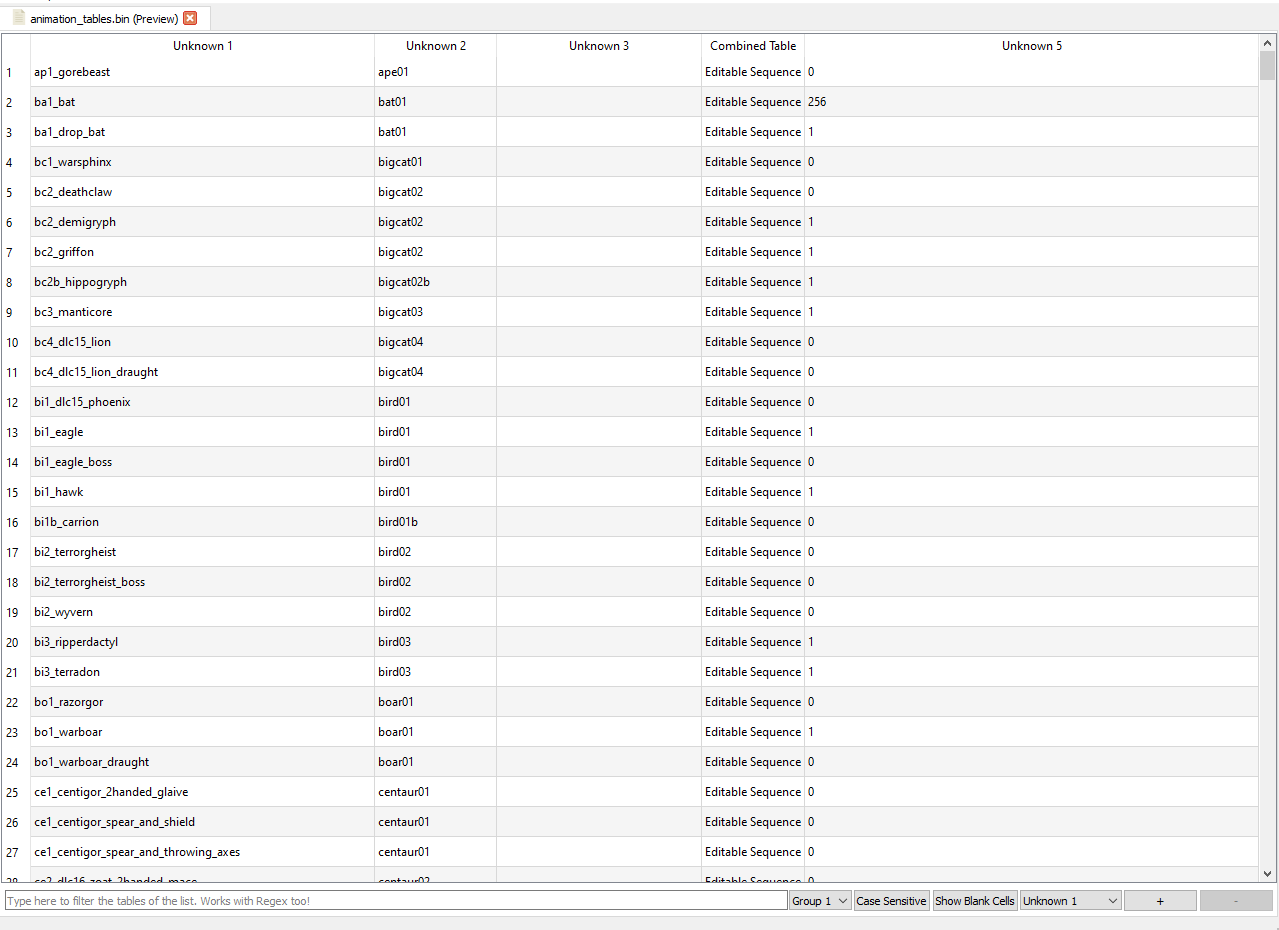 animation_tables.bin (Preview)
Unknown 1 Unknown 2 Unknown 3 Combined Table Unknown 5
1 ap1_gorebeast ape01 Editable Sequence 0
2 ba1_bat bat01 Editable Sequence 256
3 ba1_drop_bat bat01 Editable Sequence 1
4 bc1_warsphinx bigcat01 Editable Sequence 0
5 bc2_deathclaw bigcat02 Editable Sequence 0
6 bc2_demigryph bigcat02 Editable Sequence 1
7 bc2_griffon bigcat02 Editable Sequence 1
8 bc2b_hippogryph bigcat02b Editable Sequence 1
9 bc3_manticore bigcat03 Editable Sequence 1
10 bc4_dlc15_lion bigcat04 Editable Sequence 0
11 bc4_dlc15_lion_draught bigcat04 Editable Sequence 0
12 bi1_dlc15_phoenix bird01 Editable Sequence 0
13 bi1_eagle bird01 Editable Sequence 1
14 bi1_eagle_boss bird01 Editable Sequence 0
15 bi1_hawk bird01 Editable Sequence 1
16 bi1b_carrion bird01b Editable Sequence 0
17 bi2_terrorgheist bird02 Editable Sequence 0
18 bi2_terrorgheist_boss bird02 Editable Sequence 0
19 bi2_wyvern bird02 Editable Sequence 0
20 bi3_ripperdactyl bird03 Editable Sequence 1
21 bi3_terradon bird03 Editable Sequence 1
22 bo1_razorgor boar01 Editable Sequence 0
23 bo1_warboar boar01 Editable Sequence 1
24 bo1_warboar_draught boar01 Editable Sequence 0
25 ce1_centigor_2handed_glaive centaur01 Editable Sequence 0
26 ce1_centigor_spear_and_shield centaur01 Editable Sequence 0
27 ce1_centigor_spear_and_throwing_axes centaur01 Editable Sequence 0
28 Editable Sequence 0
Type here to filter the tables of the list. Works with Regex too! Group 1 Case Sensitive Show Blank Cells Unknown 1 + -